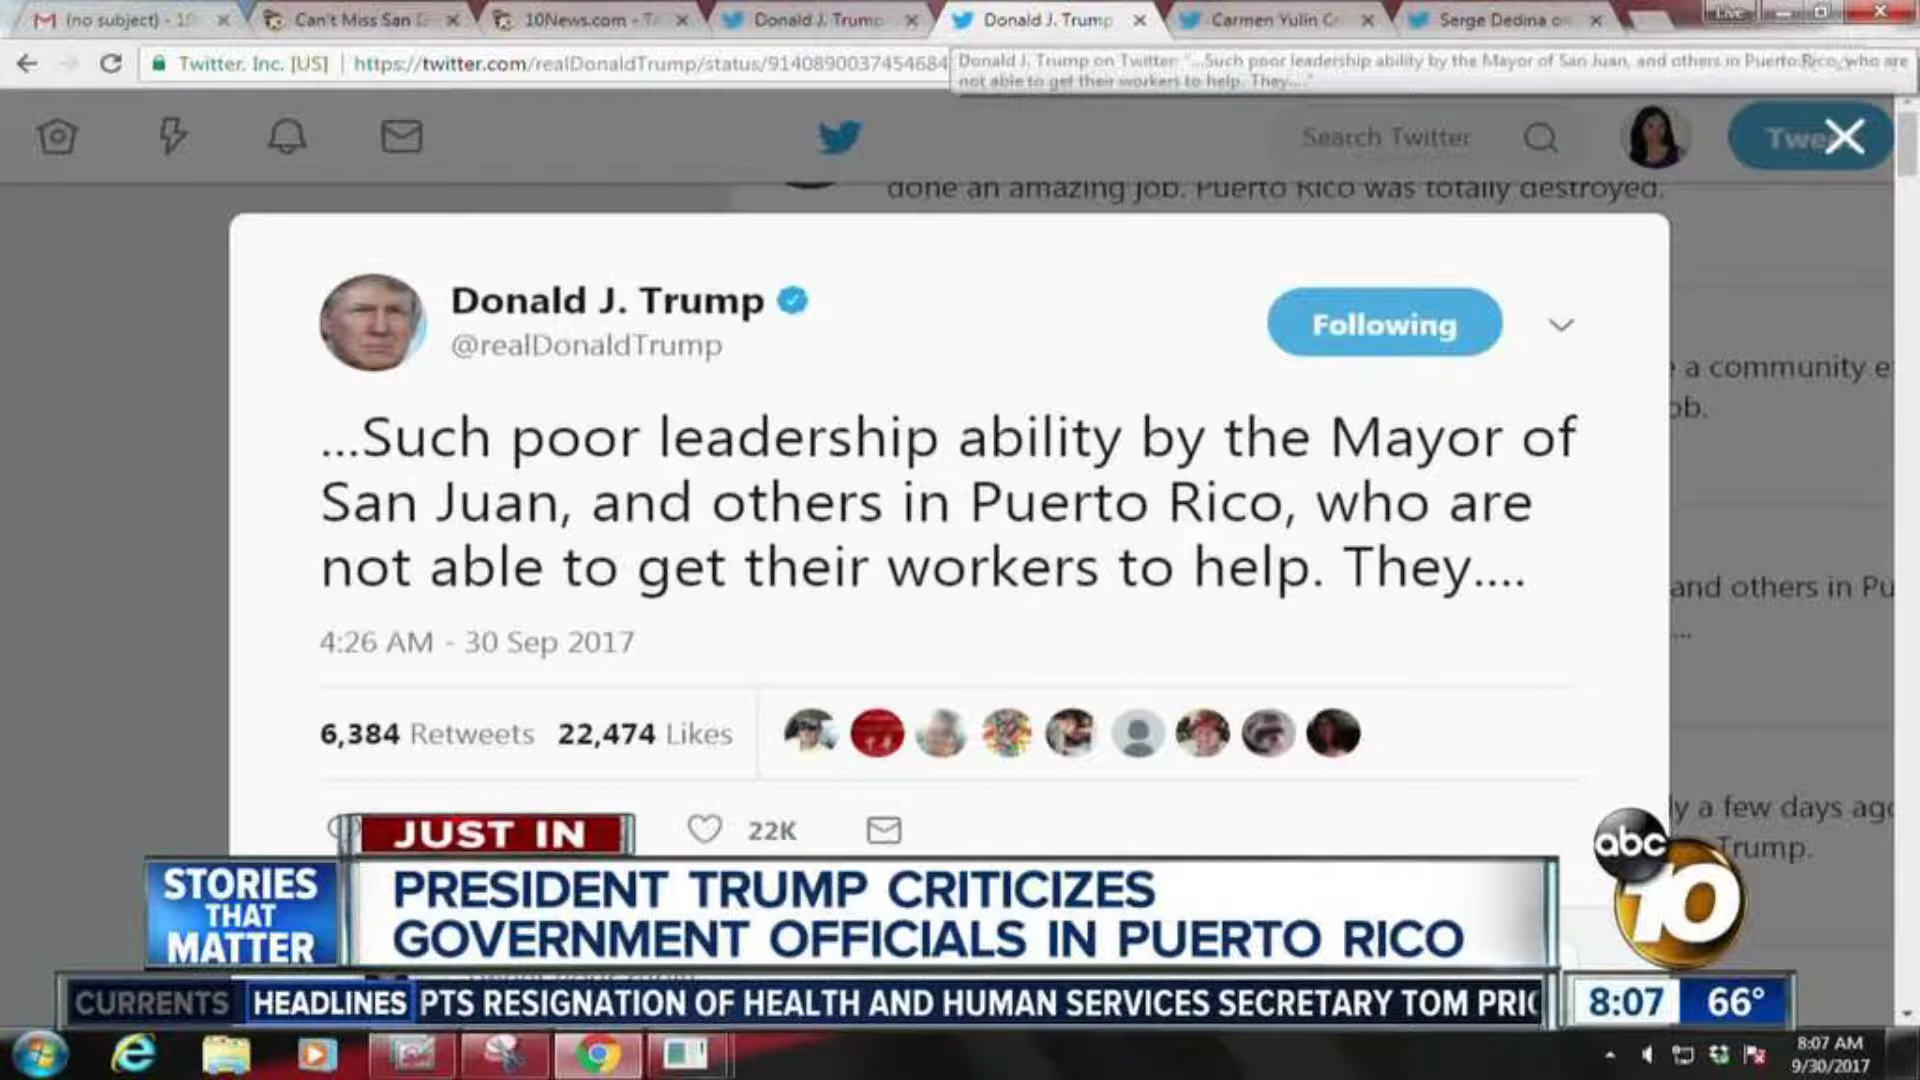 (no subject) - 10
Can't Miss San D
10News.com - T
Donald J. Trump
Donald J. Trump
Carmen Yulín C
Serge Dedina o
Live
Twitter, Inc. [US] | https://twitter.com/realDonaldTrump/status/9140890037454684
Donald J. Trump on Twitter: "...Such poor leadership ability by the Mayor of San Juan, and others in Puerto Rico, who are
not able to get their workers to help. They...."
Search Twitter
Twee
done an amazing job. Puerto Rico was totally destroyed.
Donald J. Trump
@realDonaldTrump
Following
a community e
ob.
...Such poor leadership ability by the Mayor of
San Juan, and others in Puerto Rico, who are
not able to get their workers to help. They....
and others in Pu
...
4:26 AM - 30 Sep 2017
6,384 Retweets 22,474 Likes
y a few days ago
Trump.
22K
JUST IN
STORIES
THAT
MATTER
PRESIDENT TRUMP CRITICIZES
GOVERNMENT OFFICIALS IN PUERTO RICO
abc
10
CURRENTS HEADLINES PTS RESIGNATION OF HEALTH AND HUMAN SERVICES SECRETARY TOM PRIC
8:07 66°
8:07 AM
9/30/2017